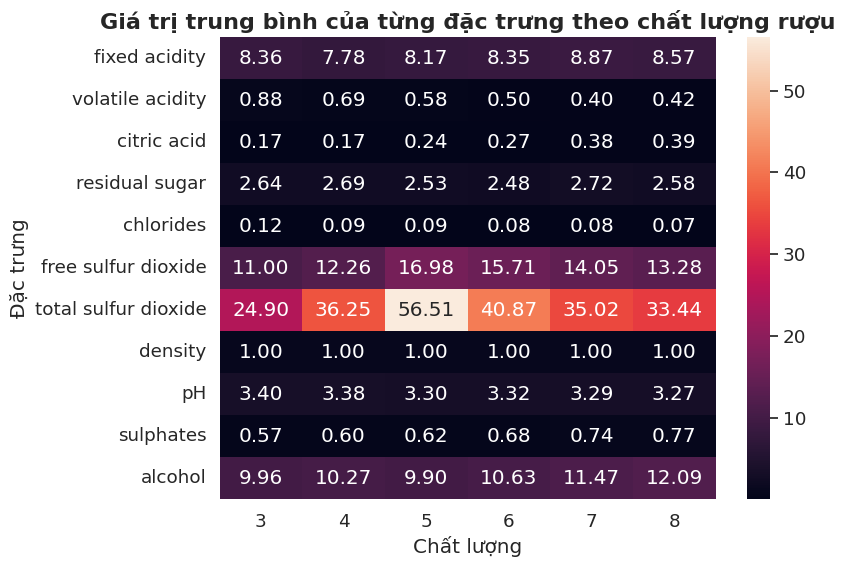 Giá trị trung bình của từng đặc trưng theo chất lượng rượu
fixed acidity 8.36 7.78 8.17 8.35 8.87 8.57
volatile acidity 0.88 0.69 0.58 0.50 0.40 0.42
citric acid 0.17 0.17 0.24 0.27 0.38 0.39
residual sugar 2.64 2.69 2.53 2.48 2.72 2.58
chlorides 0.12 0.09 0.09 0.08 0.08 0.07
free sulfur dioxide 11.00 12.26 16.98 15.71 14.05 13.28
total sulfur dioxide 24.90 36.25 56.51 40.87 35.02 33.44
density 1.00 1.00 1.00 1.00 1.00 1.00
pH 3.40 3.38 3.30 3.32 3.29 3.27
sulphates 0.57 0.60 0.62 0.68 0.74 0.77
alcohol 9.96 10.27 9.90 10.63 11.47 12.09
3 4 5 6 7 8
Chất lượng
Đặc trưng
50
40
30
20
10